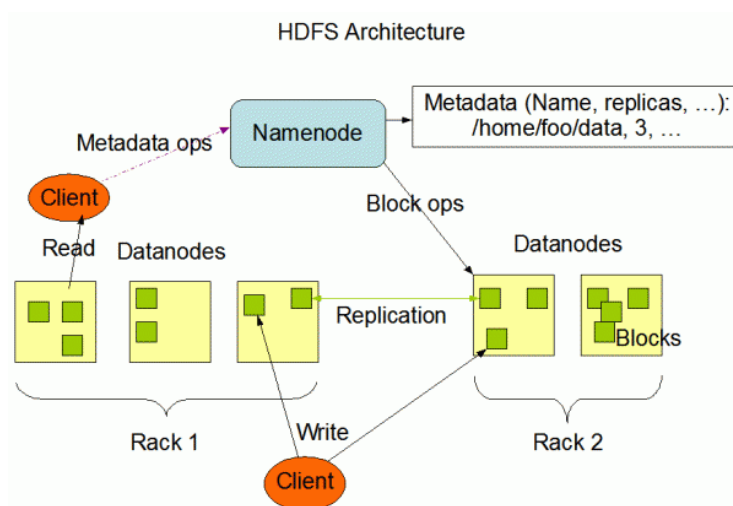 HDFS Architecture
Metadata (Name, replicas, ...):
/home/foo/data, 3, ...
Namenode
Metadata ops
Client
Block ops
Read
Datanodes
Datanodes
Replication
Blocks
Rack 1
Write
Rack 2
Client